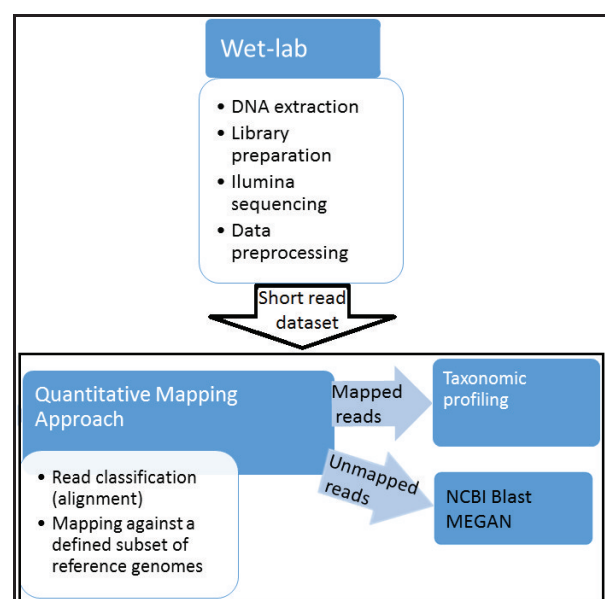 Wet-lab
• DNA extraction
• Library
preparation
• Ilumina
sequencing
• Data
preprocessing
Short read
dataset
Quantitative Mapping
Approach
• Read classification
(alignment)
• Mapping against a
defined subset of
reference genomes
Mapped
reads
Taxonomic
profiling
Unmapped
reads
NCBI Blast
MEGAN